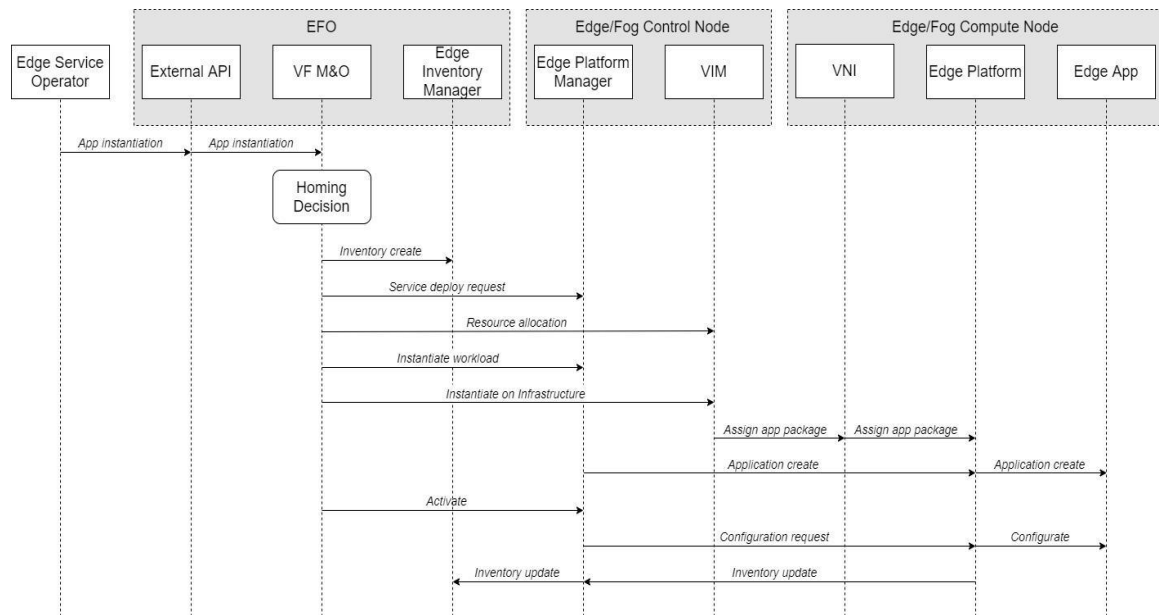 EFO
Edge/Fog Control Node
Edge/Fog Compute Node
Edge Service
Operator
External API
VF M&O
Edge
Inventory
Manager
Edge Platform
Manager
VIM
VNI
Edge Platform
Edge App
App instantiation
App instantiation
Homing
Decision
Inventory create
Service deploy request
Resource allocation
Instantiate workload
Instantiate on Infrastructure
Assign app package
Assign app package
Application create
Application create
Activate
Configuration request
Configurate
Inventory update
Inventory update